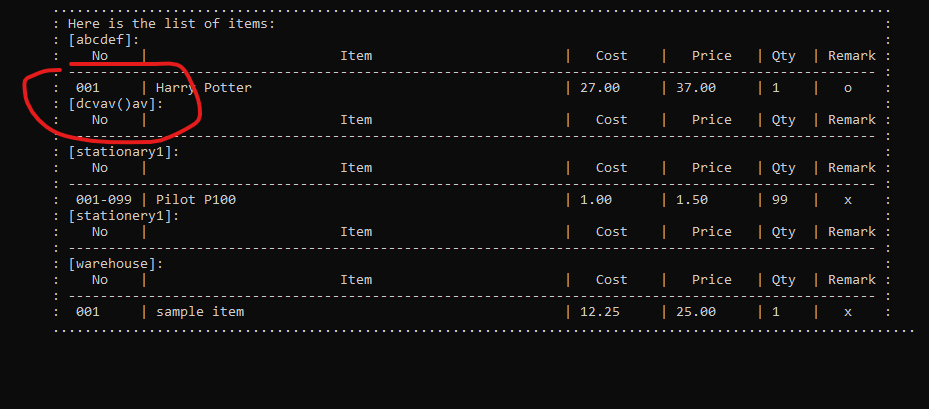 Here is the list of items:
[abcdef]:
No | Item | Cost | Price | Qty | Remark
001 | Harry Potter | 27.00 | 37.00 | 1 | o
[dcvav()av]:
No | Item | Cost | Price | Qty | Remark
[stationary1]:
No | Item | Cost | Price | Qty | Remark
001-099 | Pilot P100 | 1.00 | 1.50 | 99 | x
[stationery1]:
No | Item | Cost | Price | Qty | Remark
[warehouse]:
No | Item | Cost | Price | Qty | Remark
001 | sample item | 12.25 | 25.00 | 1 | x